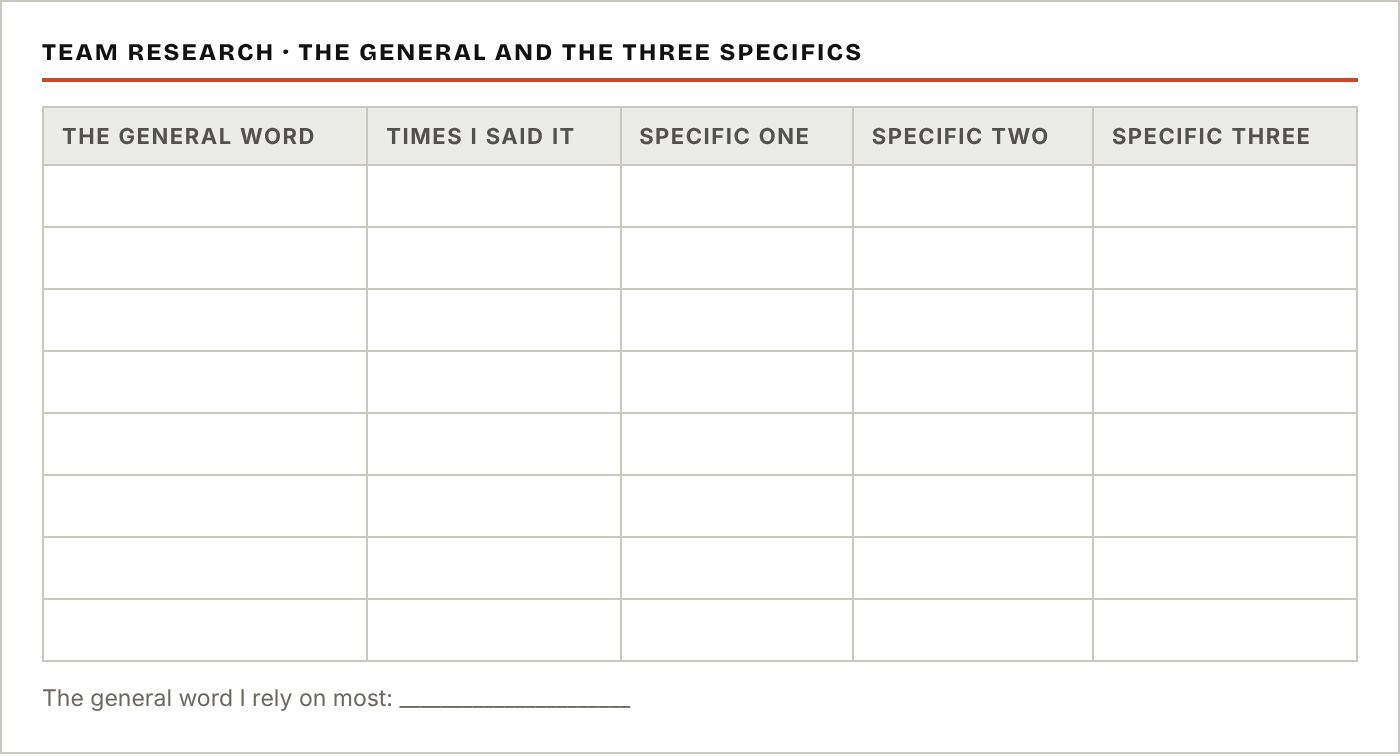 TEAM RESEARCH · THE GENERAL AND THE THREE SPECIFICS
THE GENERAL WORD
TIMES I SAID IT
SPECIFIC ONE
SPECIFIC TWO
SPECIFIC THREE
The general word I rely on most: ______________________